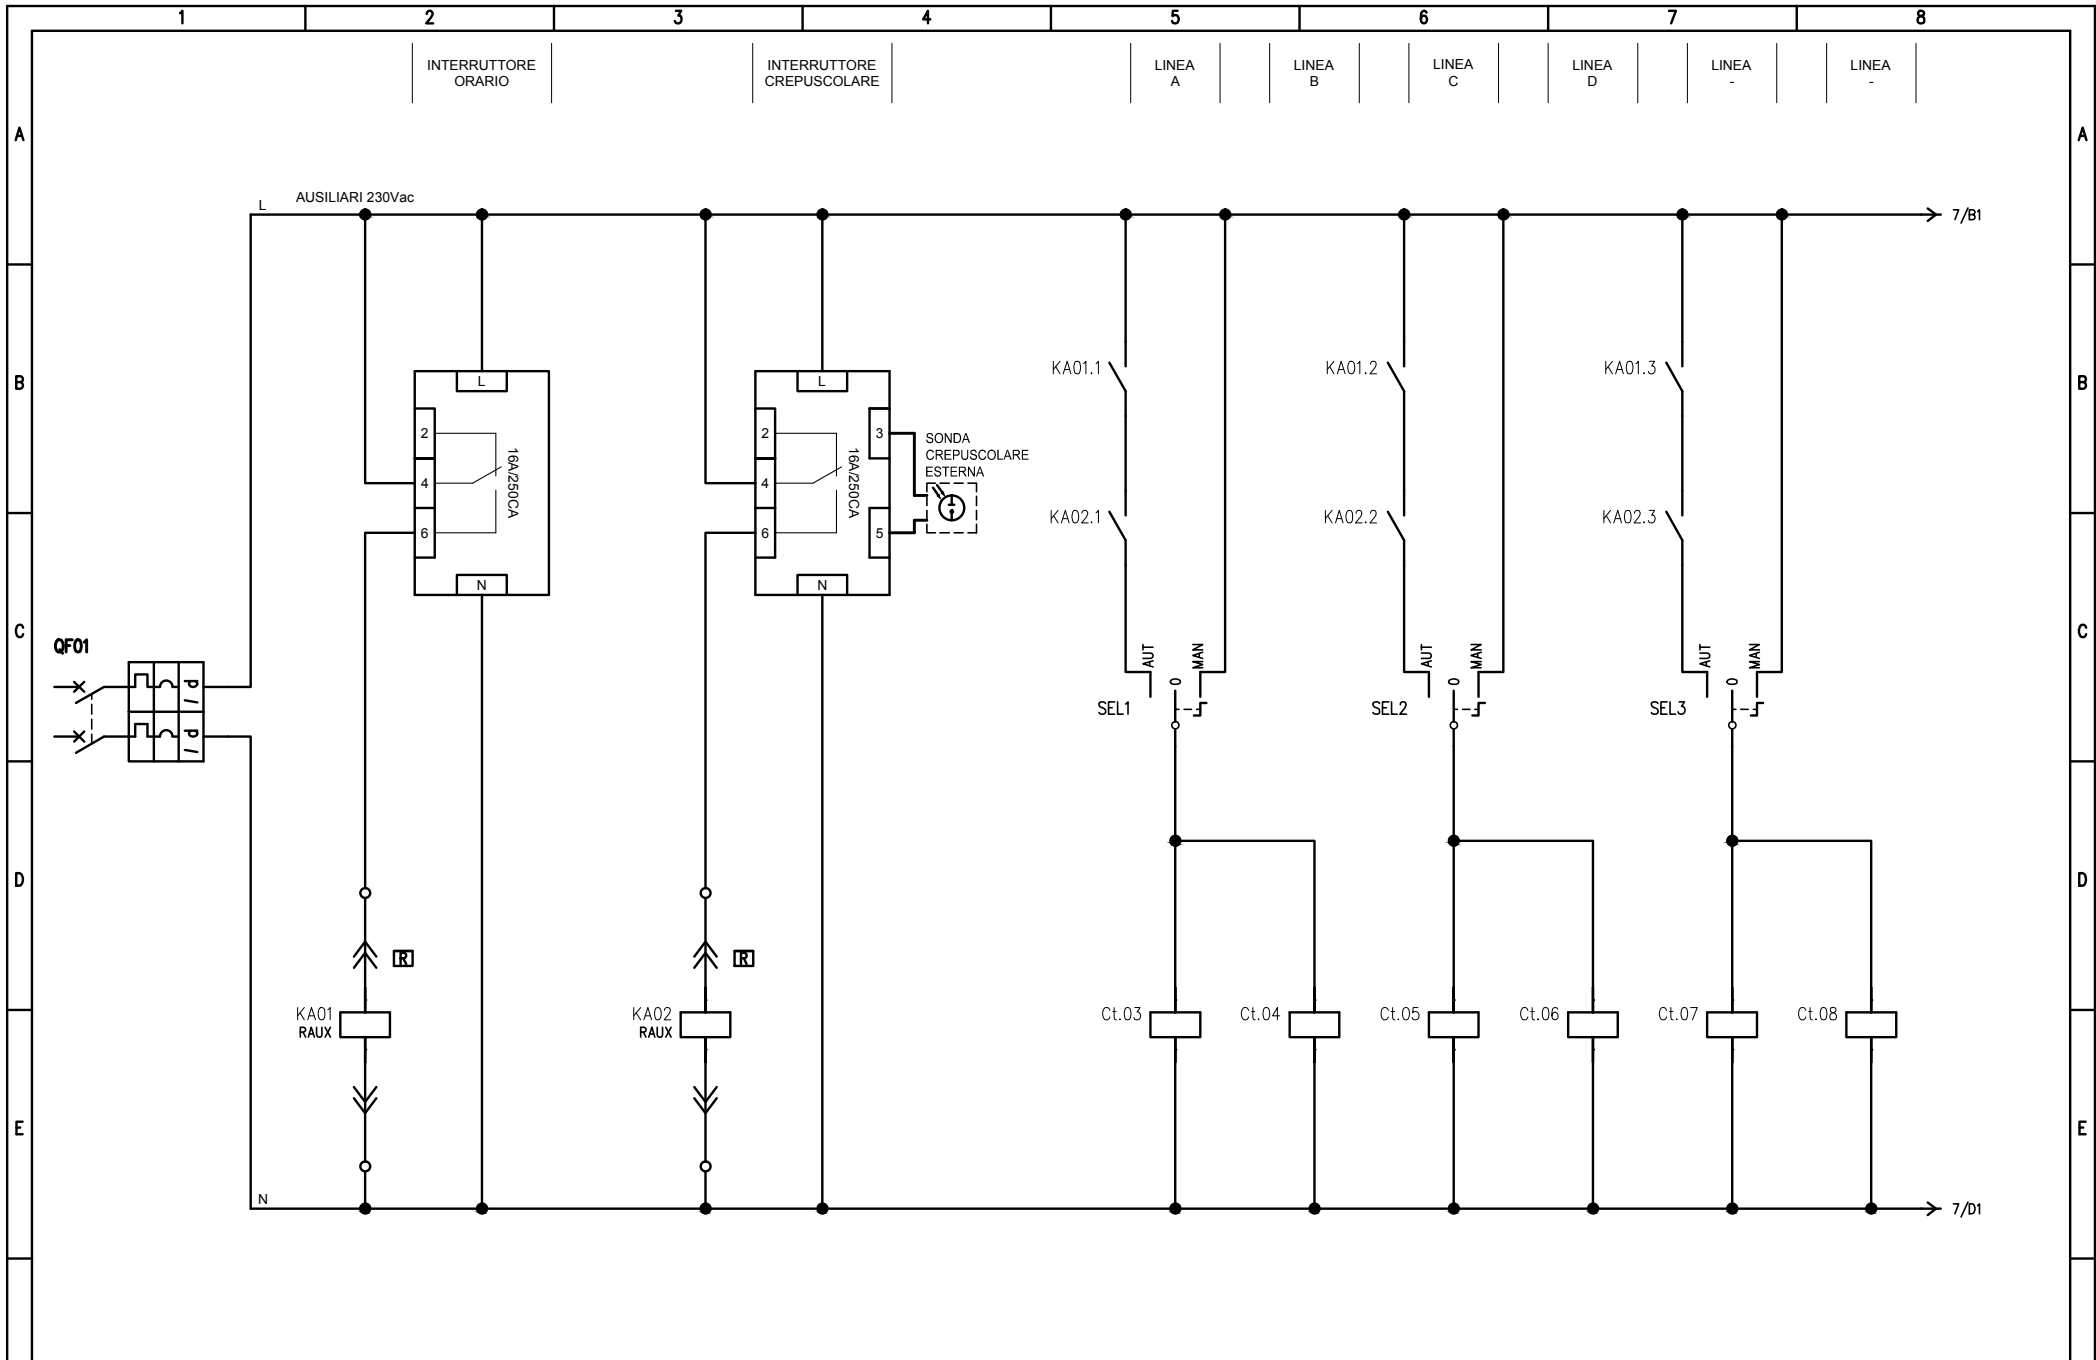 1 2 3 4 5 6 7 8
INTERRUTTORE
ORARIO
INTERRUTTORE
CREPUSCOLARE
LINEA
A
LINEA
B
LINEA
C
LINEA
D
LINEA
-
LINEA
-
A A
L AUSILIARI 230Vac
7/B1
KA01.1 KA01.2 KA01.3
B B
L
2
4
6
16A/250CA
N
L
2
4
6
16A/250CA
3
5
N
SONDA
CREPUSCOLARE
ESTERNA
KA02.1 KA02.2 KA02.3
C C
QF01
I d
I d
AUT 0 MAN
SEL1
AUT 0 MAN
SEL2
AUT 0 MAN
SEL3
D D
R R
KA01
RAUX
KA02
RAUX
Ct.03 Ct.04 Ct.05 Ct.06 Ct.07 Ct.08
E E
N
7/D1